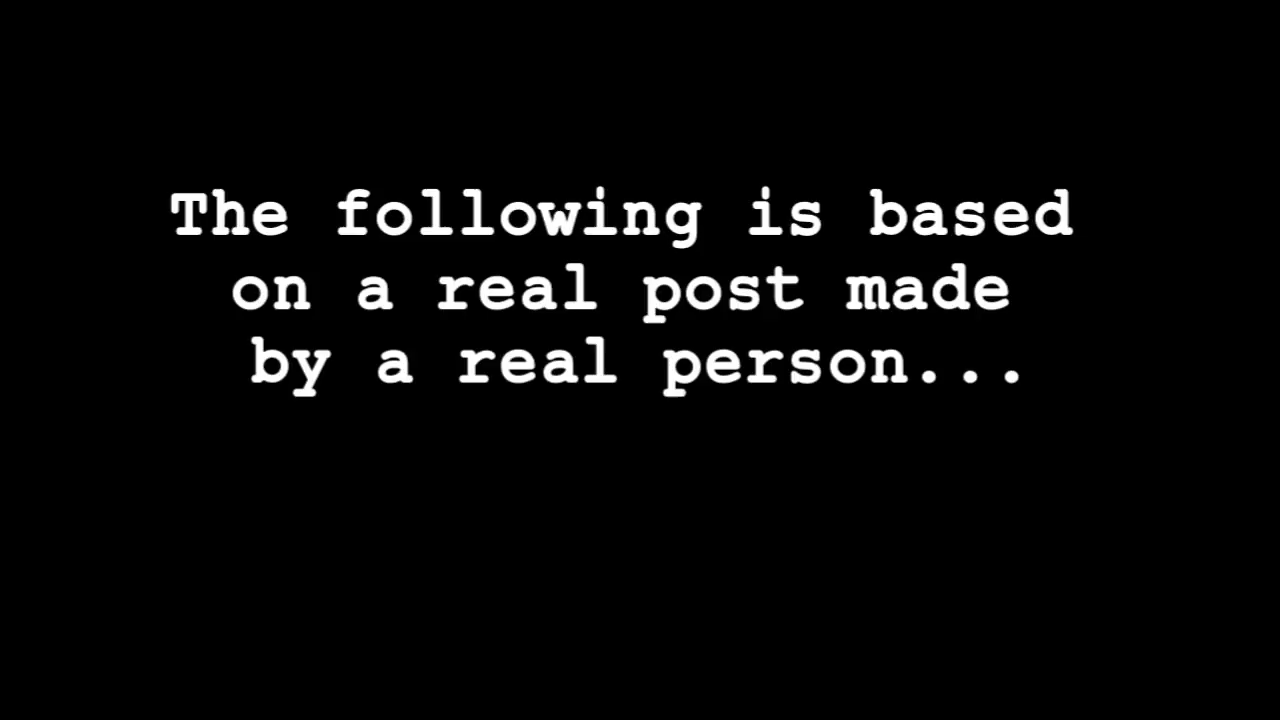 The following is based
on a real post made
by a real person...